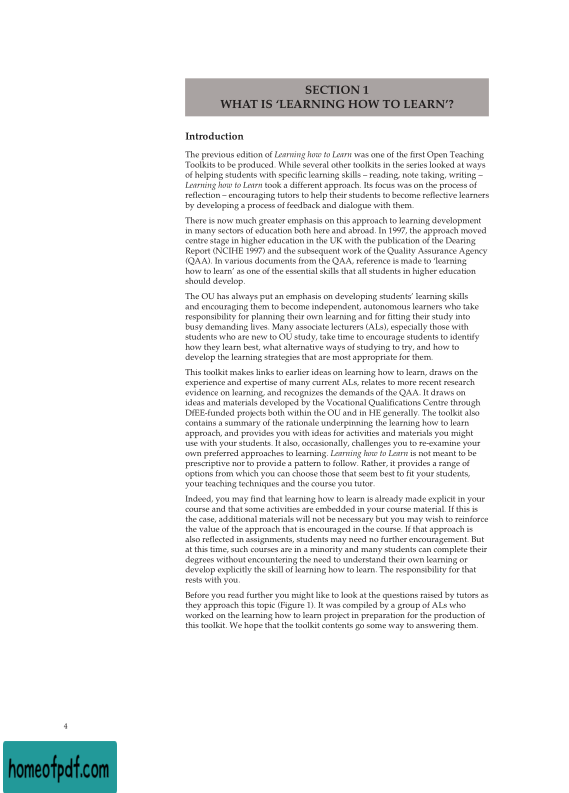 SECTION 1
WHAT IS ‘LEARNING HOW TO LEARN’?
Introduction
The previous edition of Learning how to Learn was one of the first Open Teaching
Toolkits to be produced. While several other toolkits in the series looked at ways
of helping students with specific learning skills – reading, note taking, writing –
Learning how to Learn took a different approach. Its focus was on the process of
reflection – encouraging tutors to help their students to become reflective learners
by developing a process of feedback and dialogue with them.
There is now much greater emphasis on this approach to learning development
in many sectors of education both here and abroad. In 1997, the approach moved
centre stage in higher education in the UK with the publication of the Dearing
Report (NCIHE 1997) and the subsequent work of the Quality Assurance Agency
(QAA). In various documents from the QAA, reference is made to ‘learning
how to learn’ as one of the essential skills that all students in higher education
should develop.
The OU has always put an emphasis on developing students’ learning skills
and encouraging them to become independent, autonomous learners who take
responsibility for planning their own learning and for fitting their study into
busy demanding lives. Many associate lecturers (ALs), especially those with
students who are new to OU study, take time to encourage students to identify
how they learn best, what alternative ways of studying to try, and how to
develop the learning strategies that are most appropriate for them.
This toolkit makes links to earlier ideas on learning how to learn, draws on the
experience and expertise of many current ALs, relates to more recent research
evidence on learning, and recognizes the demands of the QAA. It draws on
ideas and materials developed by the Vocational Qualifications Centre through
DfEE-funded projects both within the OU and in HE generally. The toolkit also
contains a summary of the rationale underpinning the learning how to learn
approach, and provides you with ideas for activities and materials you might
use with your students. It also, occasionally, challenges you to re-examine your
own preferred approaches to learning. Learning how to Learn is not meant to be
prescriptive nor to provide a pattern to follow. Rather, it provides a range of
options from which you can choose those that seem best to fit your students,
your teaching techniques and the course you tutor.
Indeed, you may find that learning how to learn is already made explicit in your
course and that some activities are embedded in your course material. If this is
the case, additional materials will not be necessary but you may wish to reinforce
the value of the approach that is encouraged in the course. If that approach is
also reflected in assignments, students may need no further encouragement. But
at this time, such courses are in a minority and many students can complete their
degrees without encountering the need to understand their own learning or
develop explicitly the skill of learning how to learn. The responsibility for that
rests with you.
Before you read further you might like to look at the questions raised by tutors as
they approach this topic (Figure 1). It was compiled by a group of ALs who
worked on the learning how to learn project in preparation for the production of
this toolkit. We hope that the toolkit contents go some way to answering them.
4
homeofpdf.com